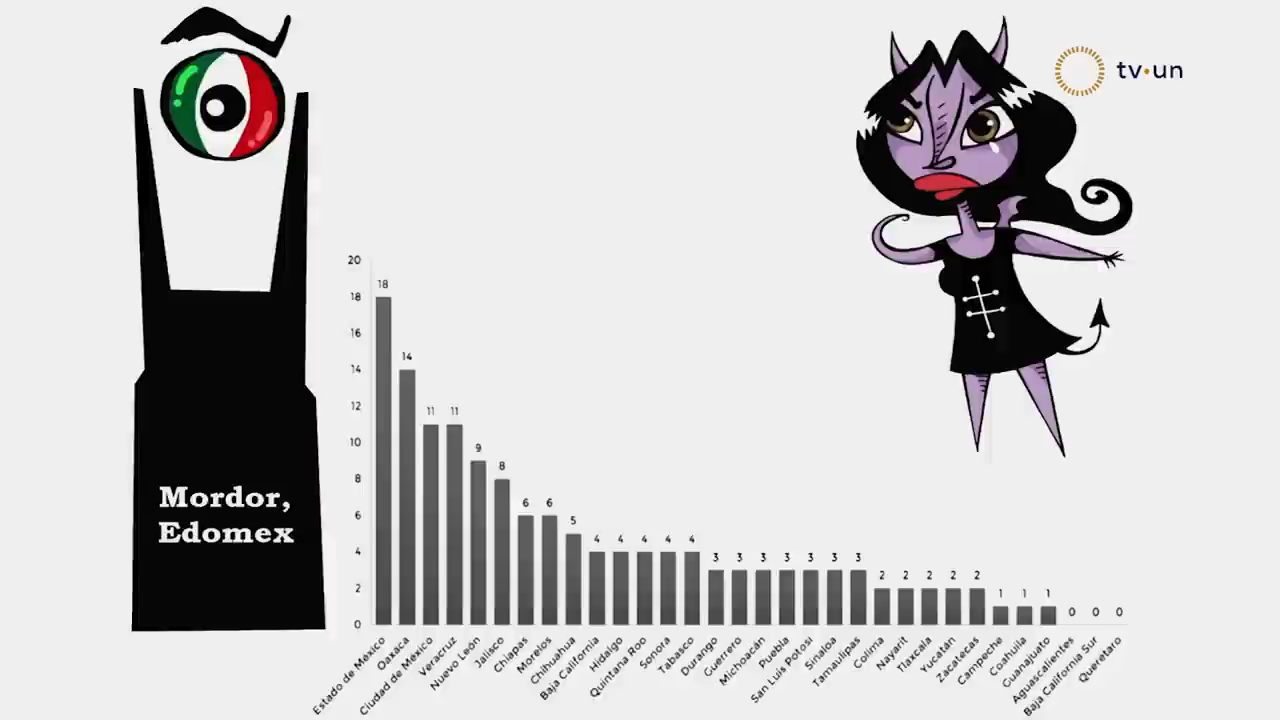 tv·un
Mordor,
Edomex
20
18
16
14
12
10
8
6
4
2
0
18
14
11
11
9
8
6
6
5
4
4
4
4
4
3
3
3
3
3
3
3
2
2
2
2
2
1
1
1
0
0
0
Estado de México
Oaxaca
Ciudad de México
Veracruz
Nuevo León
Jalisco
Chiapas
Morelos
Chihuahua
Baja California
Hidalgo
Quintana Roo
Sonora
Tabasco
Durango
Guerrero
Michoacán
Puebla
San Luis Potosí
Sinaloa
Tamaulipas
Colima
Nayarit
Tlaxcala
Yucatán
Zacatecas
Campeche
Coahuila
Guanajuato
Aguascalientes
Baja California Sur
Querétaro